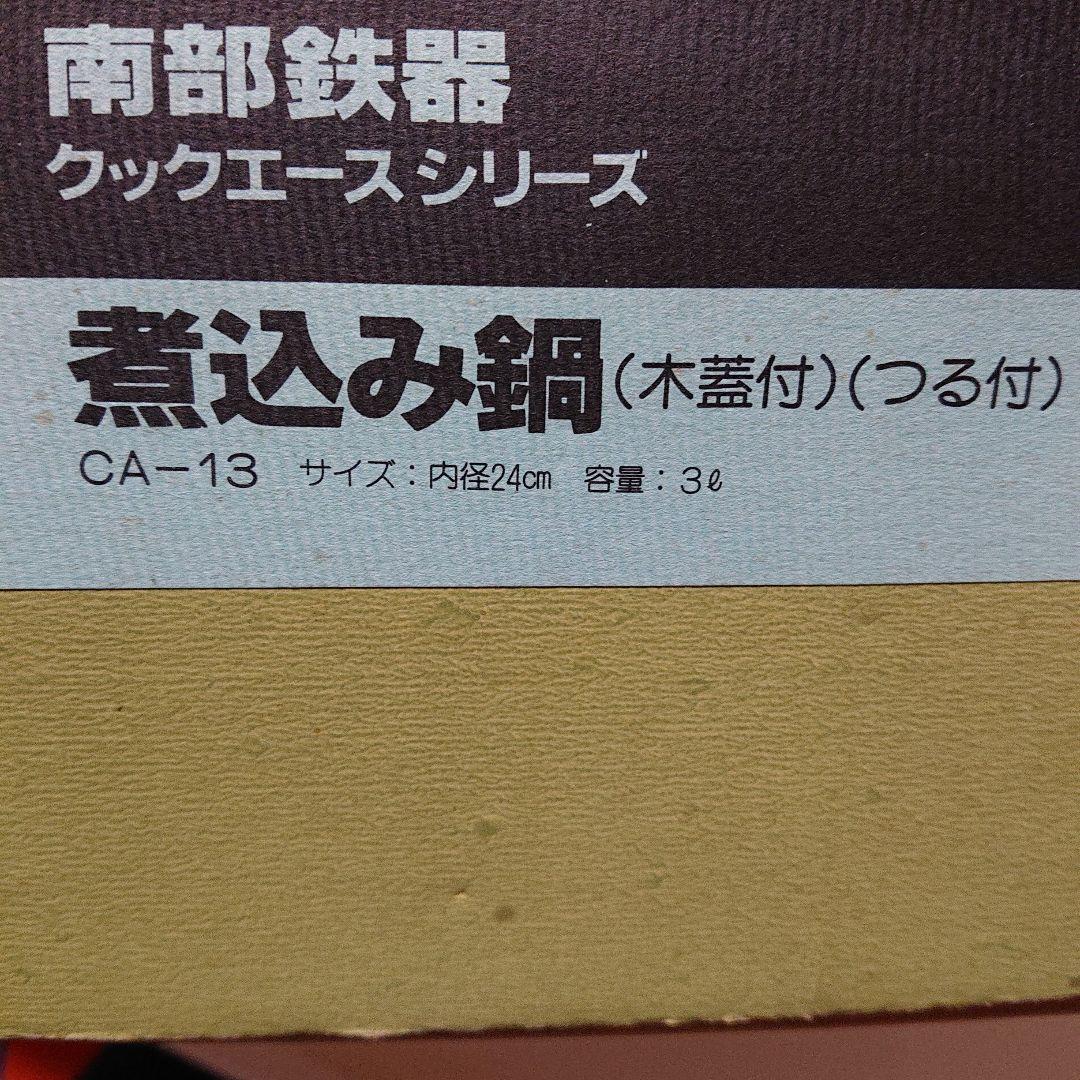 南部鉄器
クックエースシリーズ
煮込み鍋(木蓋付)(つる付)
CA-13 サイズ:内径24cm 容量:3ℓ